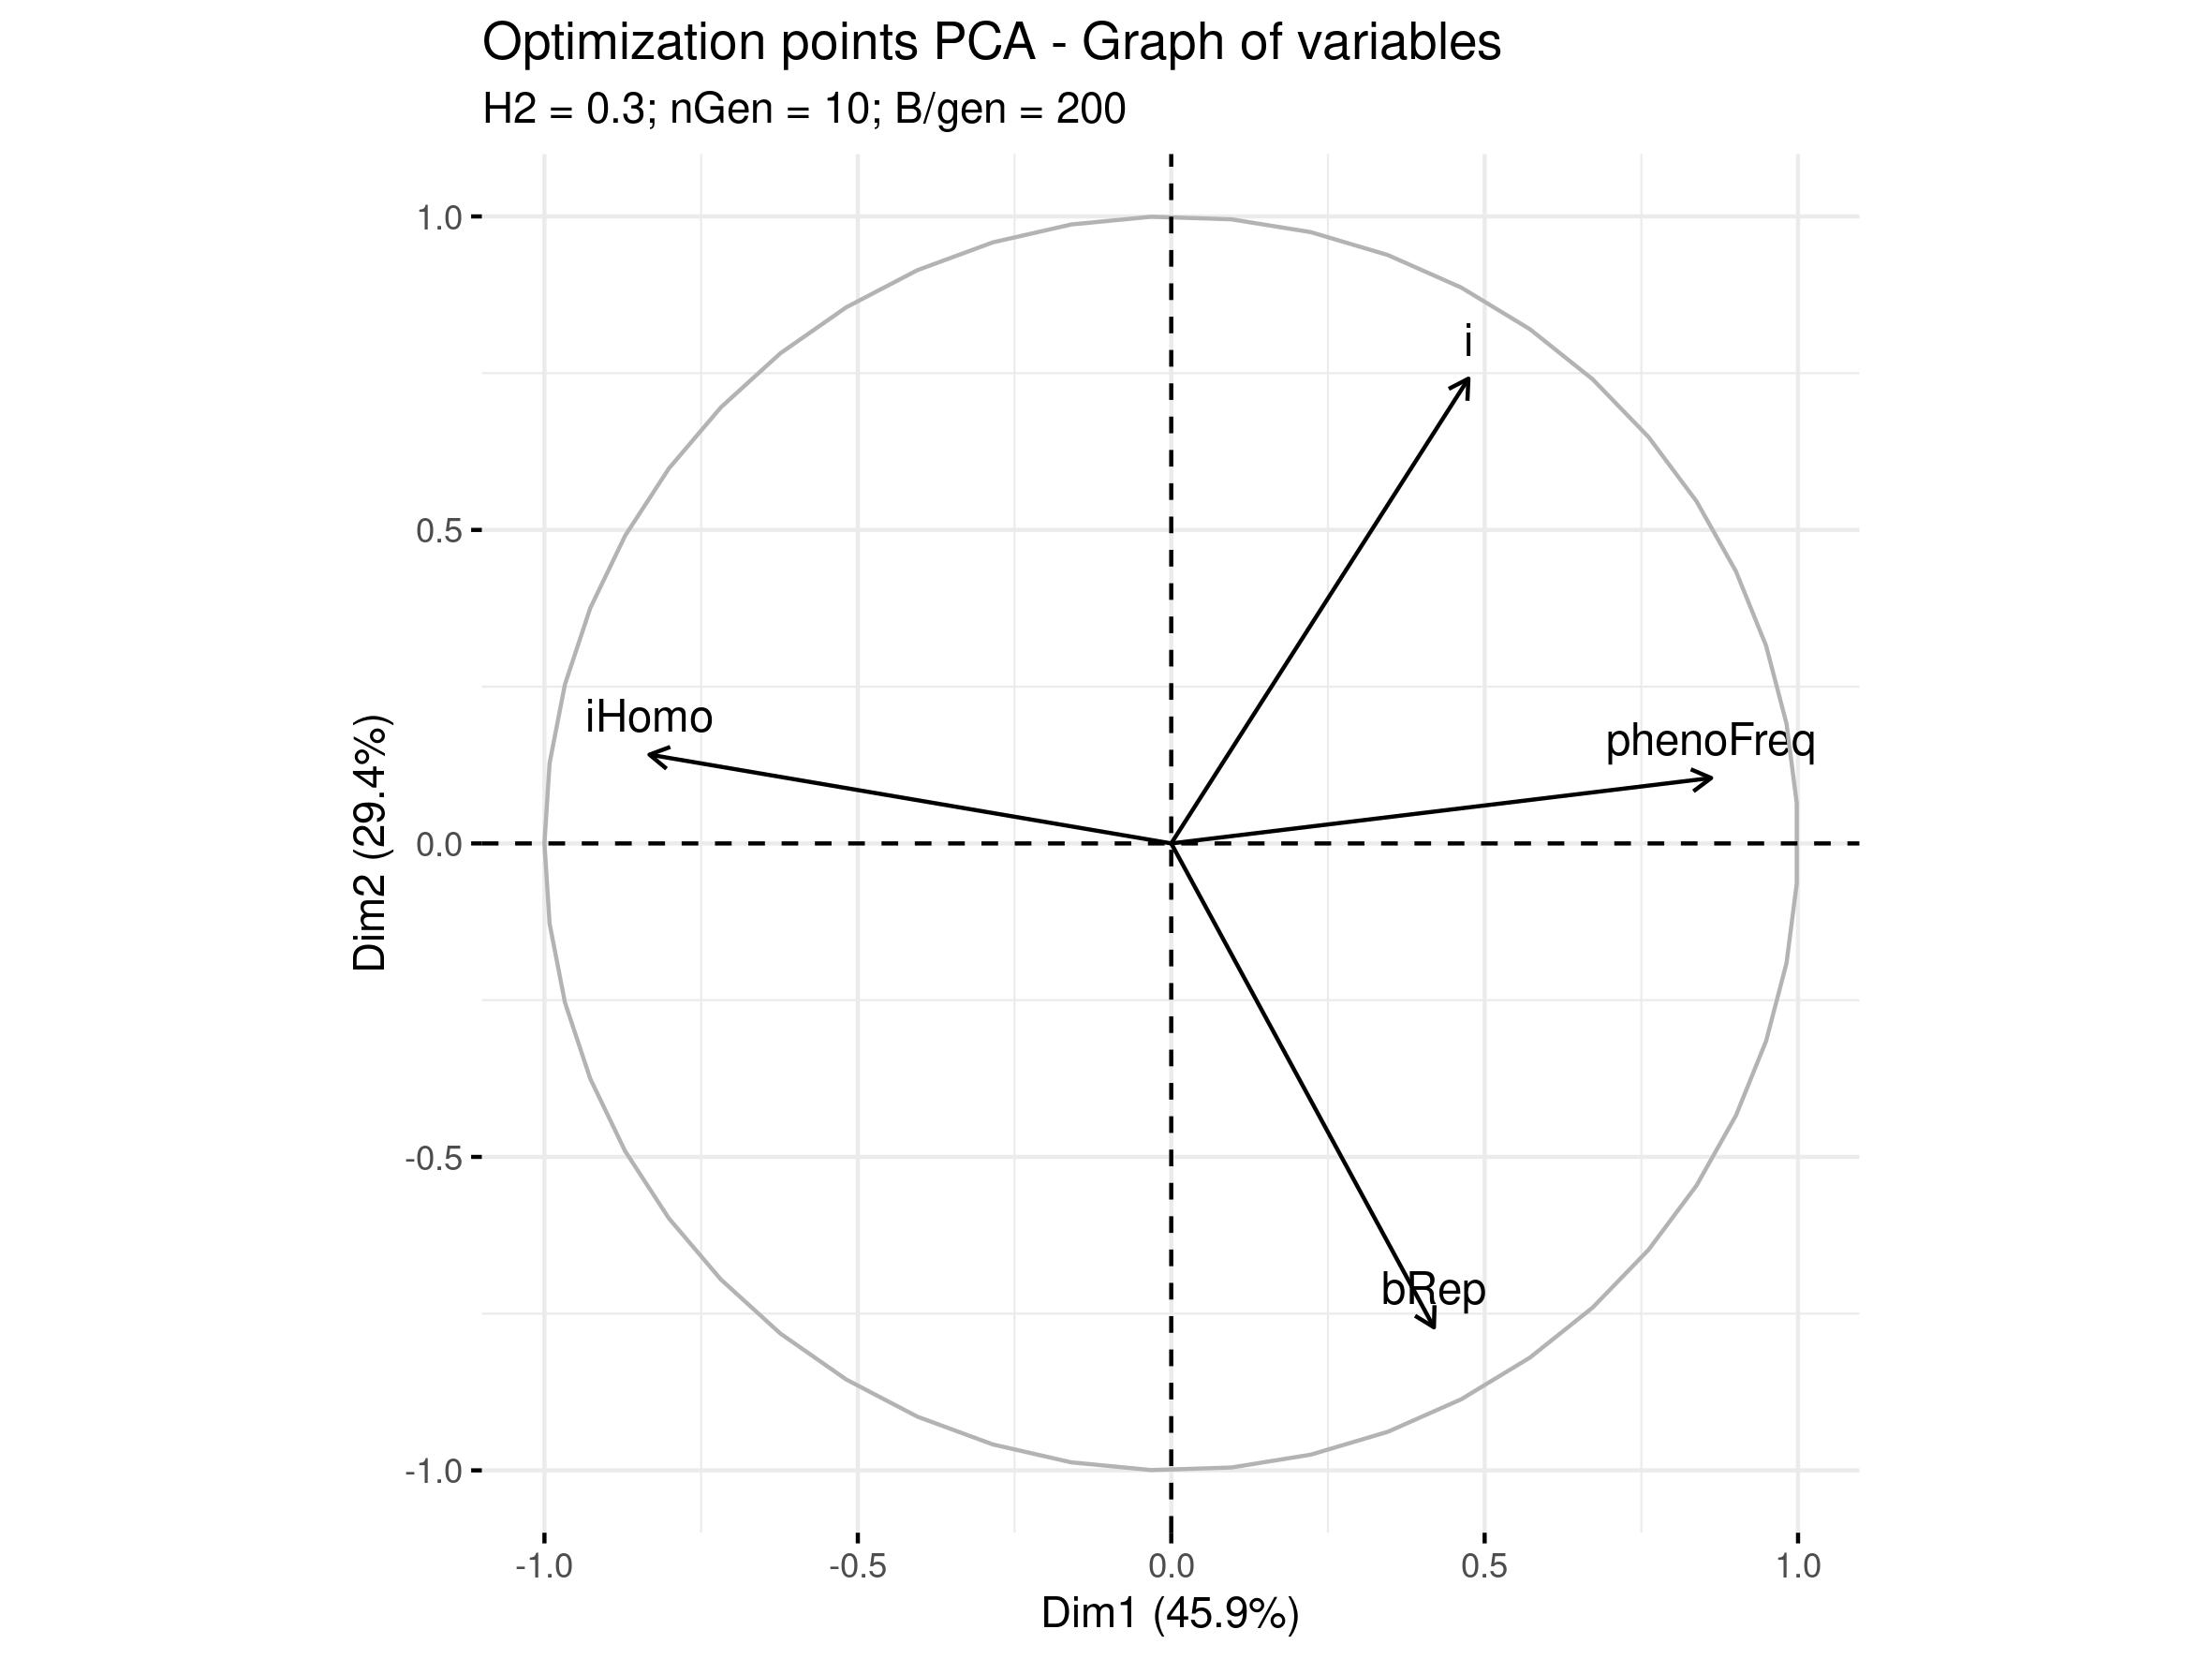 Optimization points PCA - Graph of variables
H2 = 0.3; nGen = 10; B/gen = 200
1.0
0.5
0.0
-0.5
-1.0
Dim2 (29.4%)
i
iHomo
phenoFreq
bRep
-1.0
-0.5
0.0
0.5
1.0
Dim1 (45.9%)